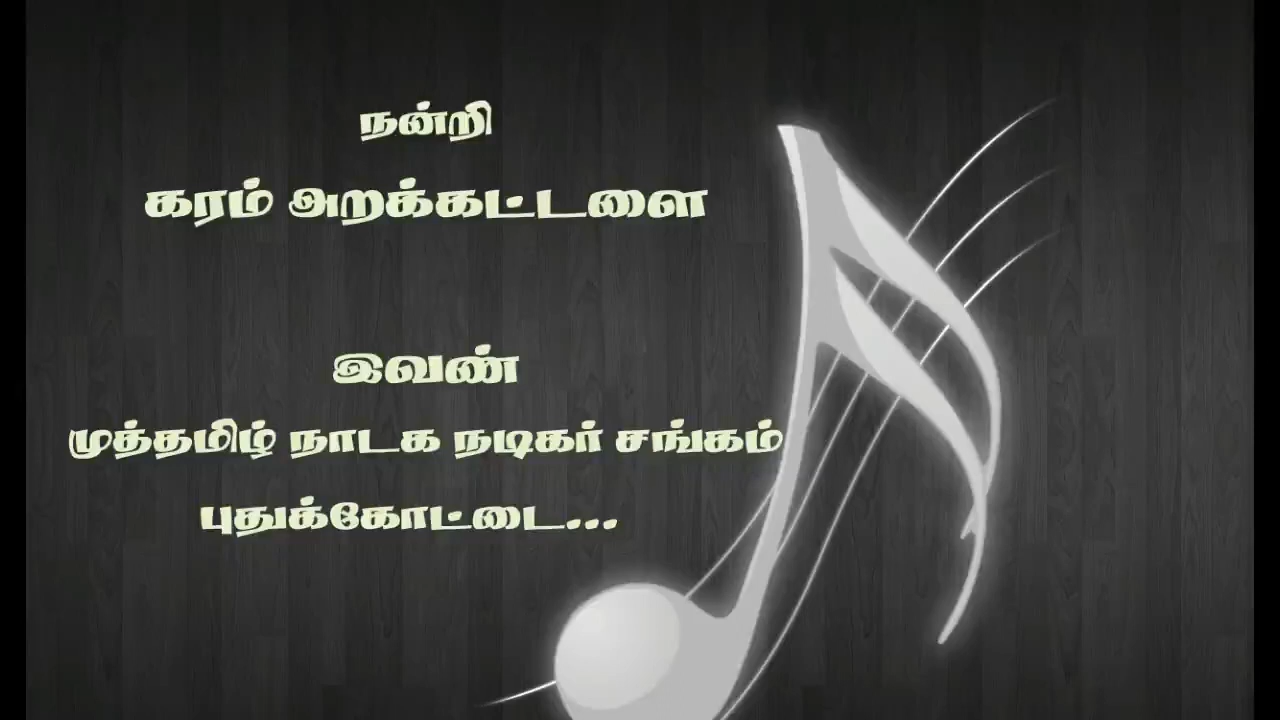 நன்றி
கரம் அறக்கட்டளை
இவண்
முத்தமிழ் நாடக நடிகர் சங்கம்
புதுக்கோட்டை...